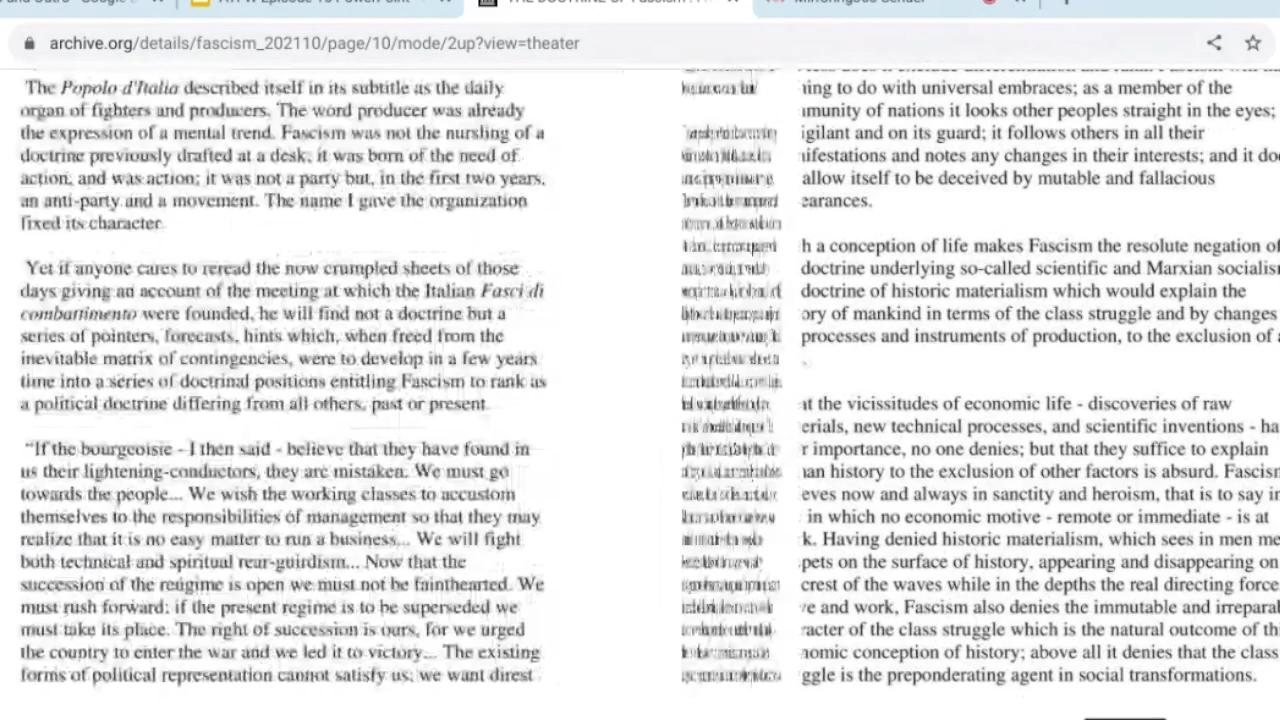 THE DOCTRINE OF Fascism
archive.org/details/fascism_202110/page/10/mode/2up?view=theater
The Popolo d'Italia described itself in its subtitle as the daily
organ of fighters and producers. The word producer was already
the expression of a mental trend. Fascism was not the nursling of a
doctrine previously drafted at a desk; it was born of the need of
action, and was action; it was not a party but, in the first two years,
an anti-party and a movement. The name I gave the organization
fixed its character.
Yet if anyone cares to reread the now crumpled sheets of those
days giving an account of the meeting at which the Italian Fasci di
combattimento were founded, he will find not a doctrine but a
series of pointers, forecasts, hints which, when freed from the
inevitable matrix of contingencies, were to develop in a few years
time into a series of doctrinal positions entitling Fascism to rank as
a political doctrine differing from all others, past or present.
“If the bourgeoisie - I then said - believe that they have found in
us their lightening-conductors, they are mistaken. We must go
towards the people... We wish the working classes to accustom
themselves to the responsibilities of management so that they may
realize that it is no easy matter to run a business... We will fight
both technical and spiritual rear-guirdism... Now that the
succession of the regime is open we must not be fainthearted. We
must rush forward; if the present regime is to be superseded we
must take its place. The right of succession is ours, for we urged
the country to enter the war and we led it to victory... The existing
forms of political representation cannot satisfy us; we want direst
ning to do with universal embraces; as a member of the
munity of nations it looks other peoples straight in the eyes;
igilant and on its guard; it follows others in all their
ifestations and notes any changes in their interests; and it do
allow itself to be deceived by mutable and fallacious
earances.
h a conception of life makes Fascism the resolute negation of
doctrine underlying so-called scientific and Marxian socialis
doctrine of historic materialism which would explain the
ory of mankind in terms of the class struggle and by changes
processes and instruments of production, to the exclusion of a
at the vicissitudes of economic life - discoveries of raw
erials, new technical processes, and scientific inventions - ha
r importance, no one denies; but that they suffice to explain
an history to the exclusion of other factors is absurd. Fascism
eves now and always in sanctity and heroism, that is to say in
in which no economic motive - remote or immediate - is at
k. Having denied historic materialism, which sees in men me
pets on the surface of history, appearing and disappearing on
crest of the waves while in the depths the real directing force
ve and work, Fascism also denies the immutable and irreparal
racter of the class struggle which is the natural outcome of th
nomic conception of history; above all it denies that the class
ggle is the preponderating agent in social transformations.